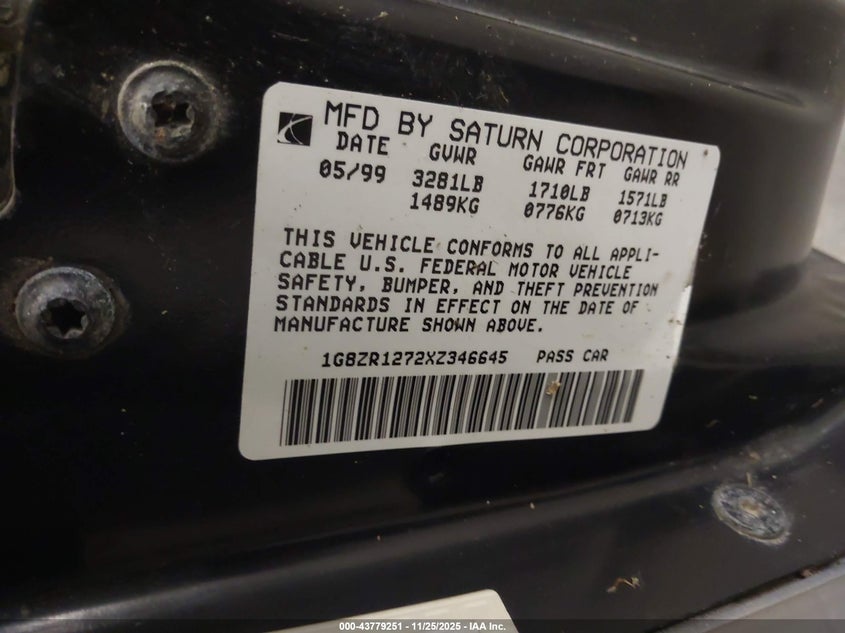 MFD BY SATURN CORPORATION
DATE GVWR GAWR FRT GAWR RR
05/99 3281LB 1710LB 1571LB
1489KG 0776KG 0713KG
THIS VEHICLE CONFORMS TO ALL APPLI-
CABLE U.S. FEDERAL MOTOR VEHICLE
SAFETY, BUMPER, AND THEFT PREVENTION
STANDARDS IN EFFECT ON THE DATE OF
MANUFACTURE SHOWN ABOVE.
1G8ZR1272XZ346645 PASS CAR
000-43779251 - 11/25/2025 - IAA Inc.